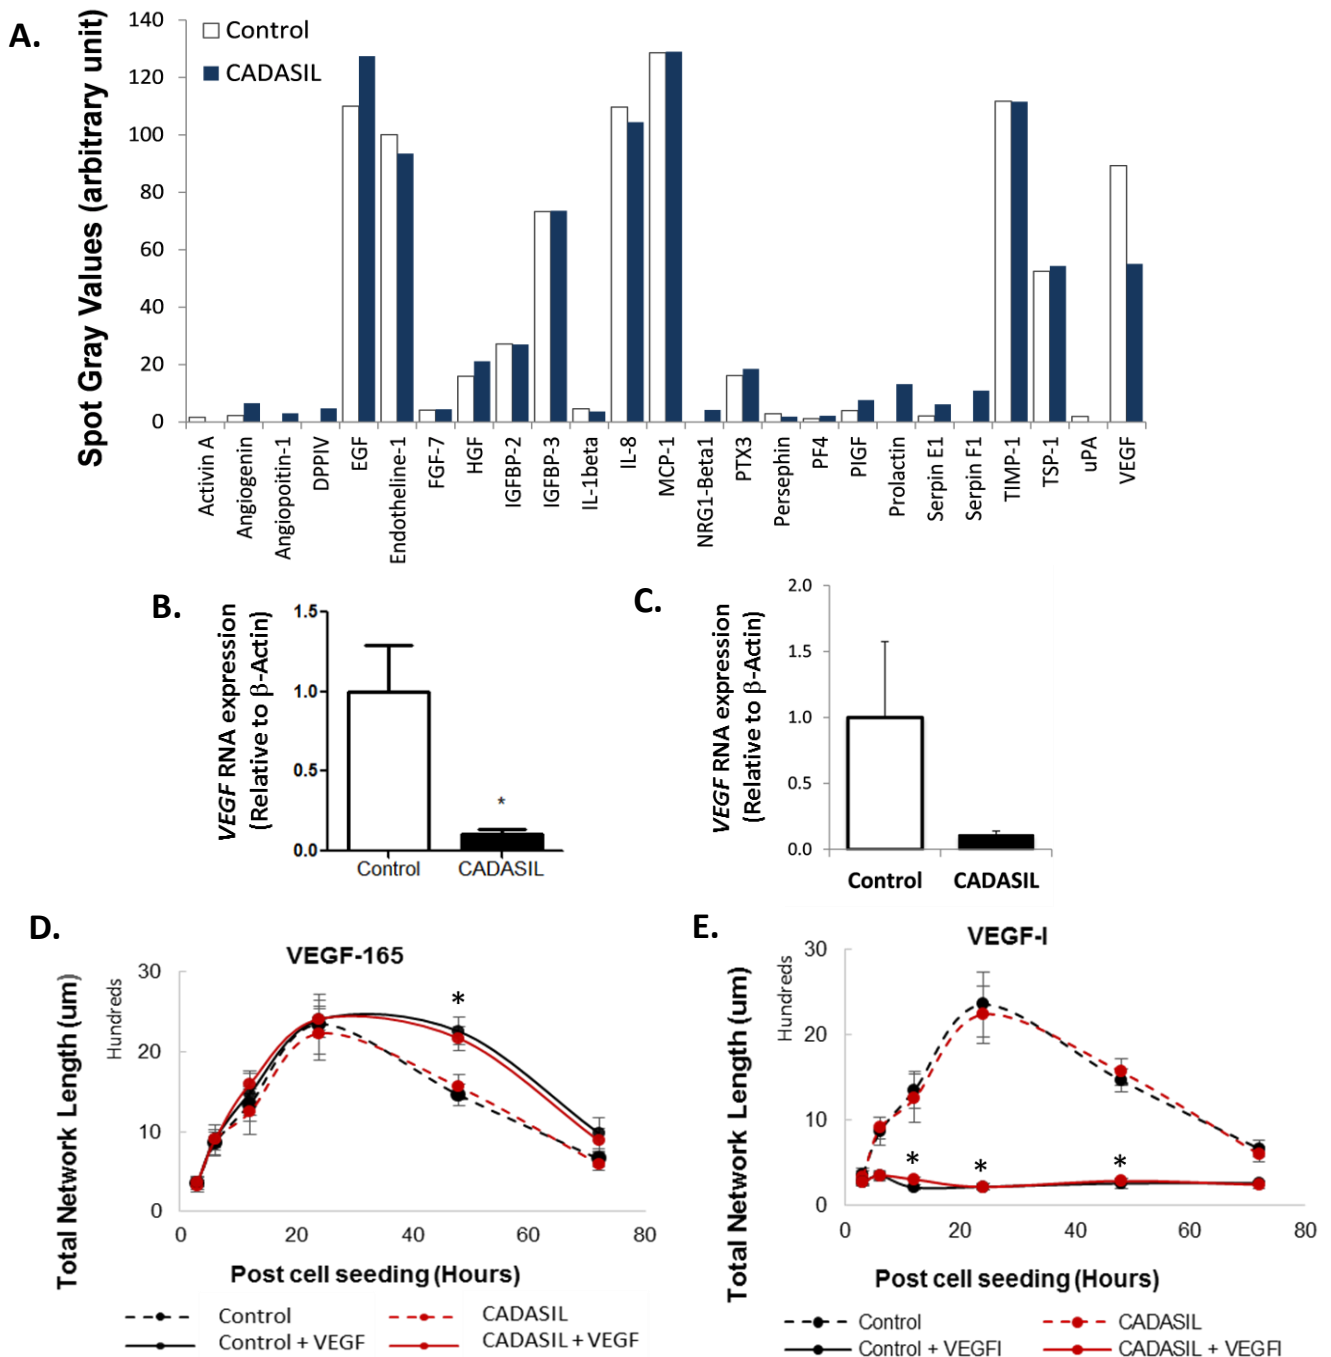 A.
Spot Gray Values (arbitrary unit)
140
120
100
80
60
40
20
0
Control
CADASIL
Activin A
Angiogenin
Angiopoitin-1
DPPIV
EGF
Endotheline-1
FGF-7
HGF
IGFBP-2
IGFBP-3
IL-1beta
IL-8
MCP-1
NRG1-Beta1
PTX3
Persephin
PF4
PIGF
Prolactin
Serpin E1
Serpin F1
TIMP-1
TSP-1
uPA
VEGF
B.
VEGF RNA expression
(Relative to β-Actin)
1.5
1.0
0.5
0.0
*
Control CADASIL
C.
VEGF RNA expression
(Relative to β-Actin)
2.0
1.5
1.0
0.5
0.0
Control CADASIL
D.
VEGF-165
Total Network Length (um)
Hundreds
30
20
10
0
*
0 20 40 60 80
Post cell seeding (Hours)
Control CADASIL
Control + VEGF CADASIL + VEGF
E.
VEGF-I
Total Network Length (um)
Hundreds
30
20
10
0
* * *
0 20 40 60 80
Post cell seeding (Hours)
Control CADASIL
Control + VEGFI CADASIL + VEGFI